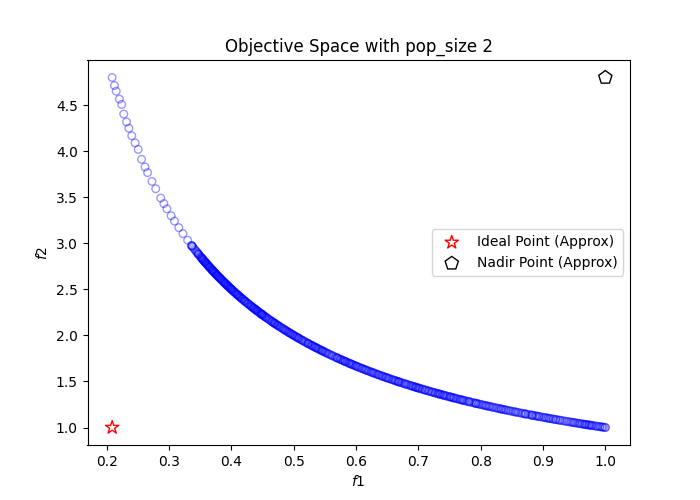 Objective Space with pop_size 2
4.5
4.0
3.5
3.0
2.5
2.0
1.5
1.0
f2
Ideal Point (Approx)
Nadir Point (Approx)
0.2 0.3 0.4 0.5 0.6 0.7 0.8 0.9 1.0
f1